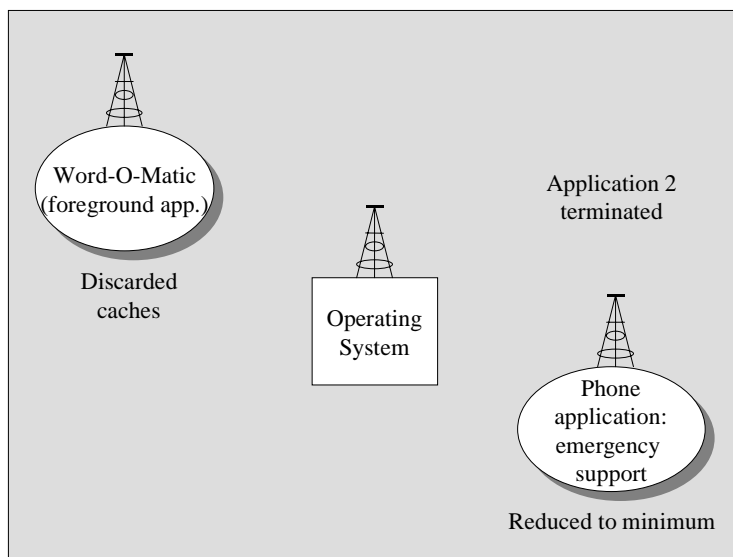 Word-O-Matic
(foreground app.)
Discarded
caches
Application 2
terminated
Operating
System
Phone
application:
emergency
support
Reduced to minimum